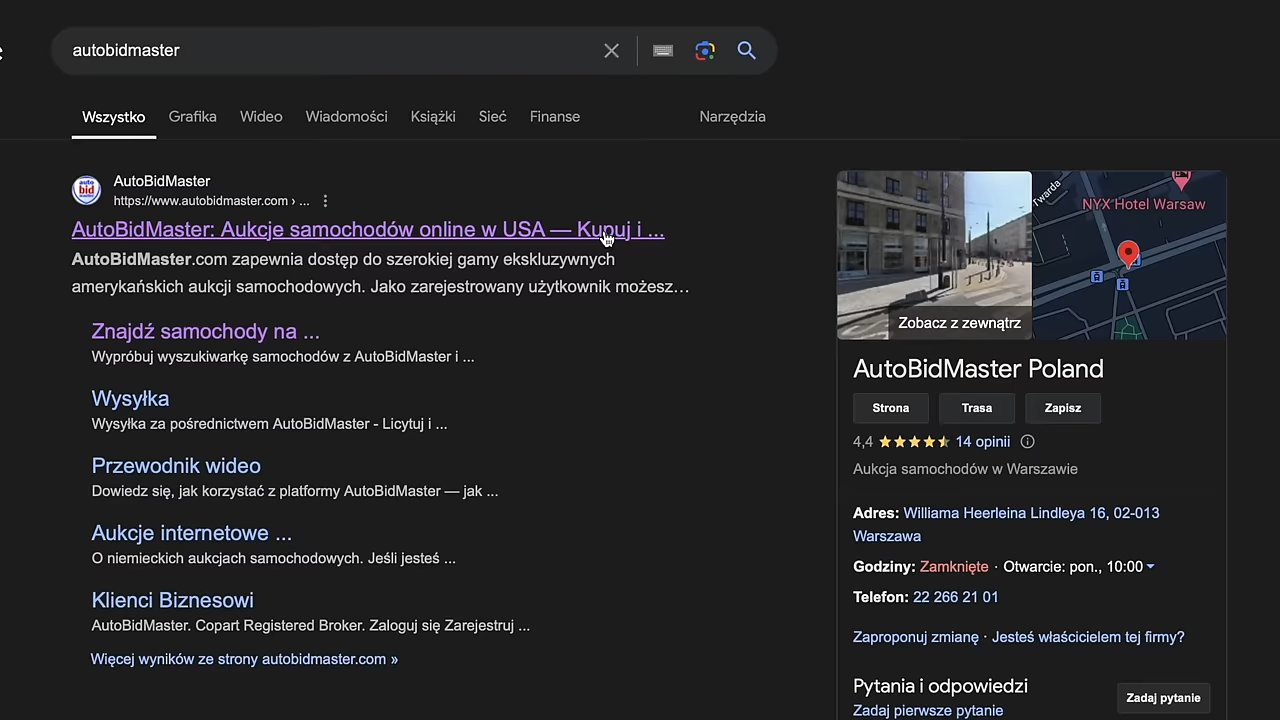 autobidmaster
Wszystko Grafika Wideo Wiadomości Książki Sieć Finanse Narzędzia
auto
bid
AutoBidMaster
https://www.autobidmaster.com › ...
AutoBidMaster: Aukcje samochodów online w USA — Kupuj i ...
AutoBidMaster.com zapewnia dostęp do szerokiej gamy ekskluzywnych
amerykańskich aukcji samochodowych. Jako zarejestrowany użytkownik możesz...
Znajdź samochody na ...
Wypróbuj wyszukiwarkę samochodów z AutoBidMaster i ...
Wysyłka
Wysyłka za pośrednictwem AutoBidMaster - Licytuj i ...
Przewodnik wideo
Dowiedz się, jak korzystać z platformy AutoBidMaster — jak ...
Aukcje internetowe ...
O niemieckich aukcjach samochodowych. Jeśli jesteś ...
Klienci Biznesowi
AutoBidMaster. Copart Registered Broker. Zaloguj się Zarejestruj ...
Więcej wyników ze strony autobidmaster.com »
Zobacz z zewnątrz
Twarda
NYX Hotel Warsaw
AutoBidMaster Poland
Strona Trasa Zapisz
4,4 14 opinii
Aukcja samochodów w Warszawie
Adres: Williama Heerleina Lindleya 16, 02-013
Warszawa
Godziny: Zamknięte · Otwarcie: pon., 10:00
Telefon: 22 266 21 01
Zaproponuj zmianę · Jesteś właścicielem tej firmy?
Pytania i odpowiedzi
Zadaj pierwsze pytanie
Zadaj pytanie